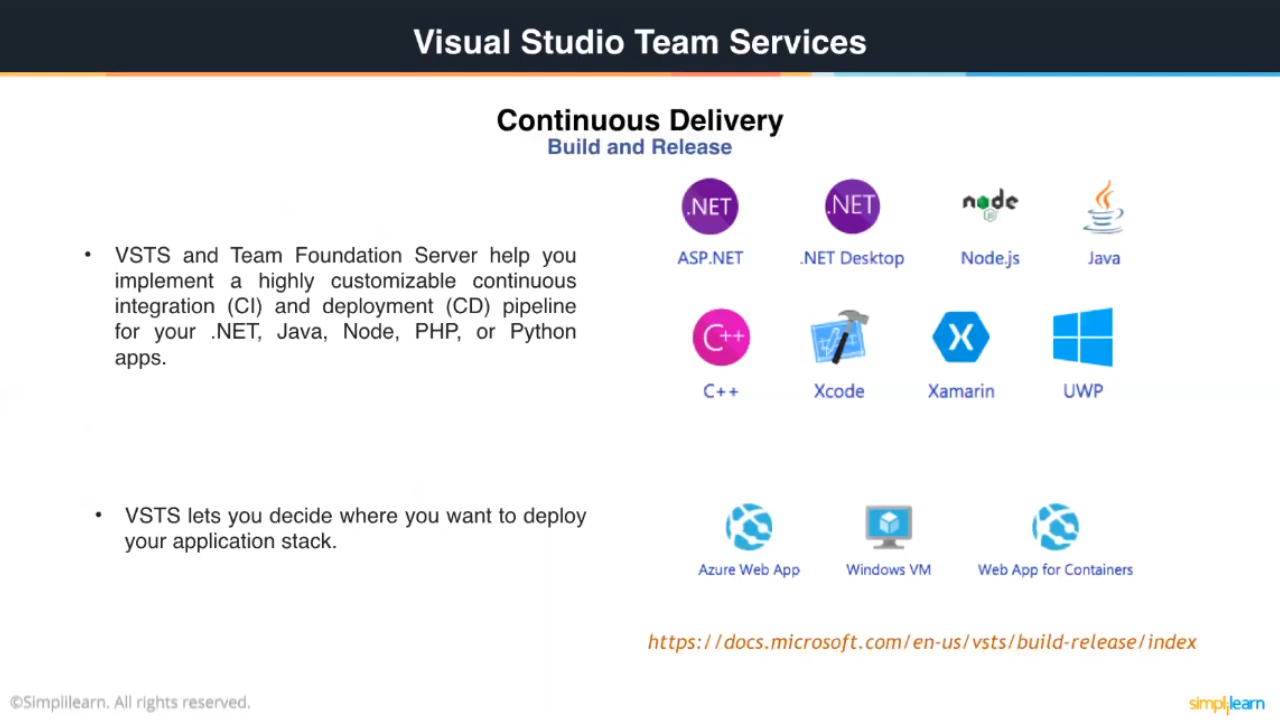 Visual Studio Team Services
Continuous Delivery
Build and Release
• VSTS and Team Foundation Server help you
implement a highly customizable continuous
integration (CI) and deployment (CD) pipeline
for your .NET, Java, Node, PHP, or Python
apps.
.NET
.NET
node
JS
ASP.NET
.NET Desktop
Node.js
Java
C++
X
C++
Xcode
Xamarin
UWP
• VSTS lets you decide where you want to deploy
your application stack.
Azure Web App
Windows VM
Web App for Containers
https://docs.microsoft.com/en-us/vsts/build-release/index
©Simplilearn. All rights reserved.
simplilearn